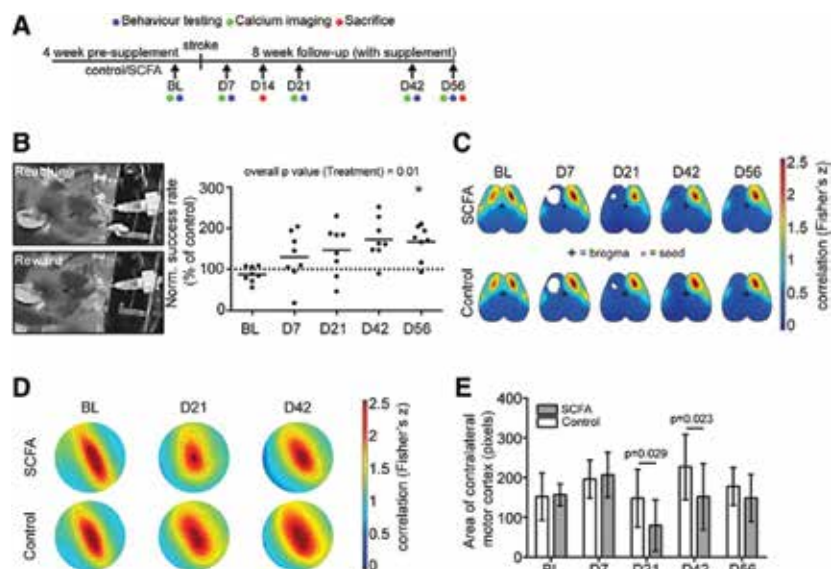 ● Behaviour testing ● Calcium imaging ● Sacrifice
A
4 week pre-supplement
stroke
8 week follow-up (with supplement)
control/SCFA
BL D7 D14 D21 D42 D56
B
Reaching
Reward
overall p value (Treatment) = 0.01
Norm. success rate
(% of control)
300
200
100
0
*
BL D7 D21 D42 D56
C
BL D7 D21 D42 D56
SCFA
+ = bregma = seed
Control
2.5
2
1.5
1
0.5
0
correlation (Fisher's z)
D
BL D21 D42
SCFA
Control
2.5
2
1.5
1
0.5
0
correlation (Fisher's z)
E
SCFA
Control
Area of contralateral
motor cortex (pixels)
400
300
200
100
0
p=0.029
p=0.023
BL D7 D21 D42 D56